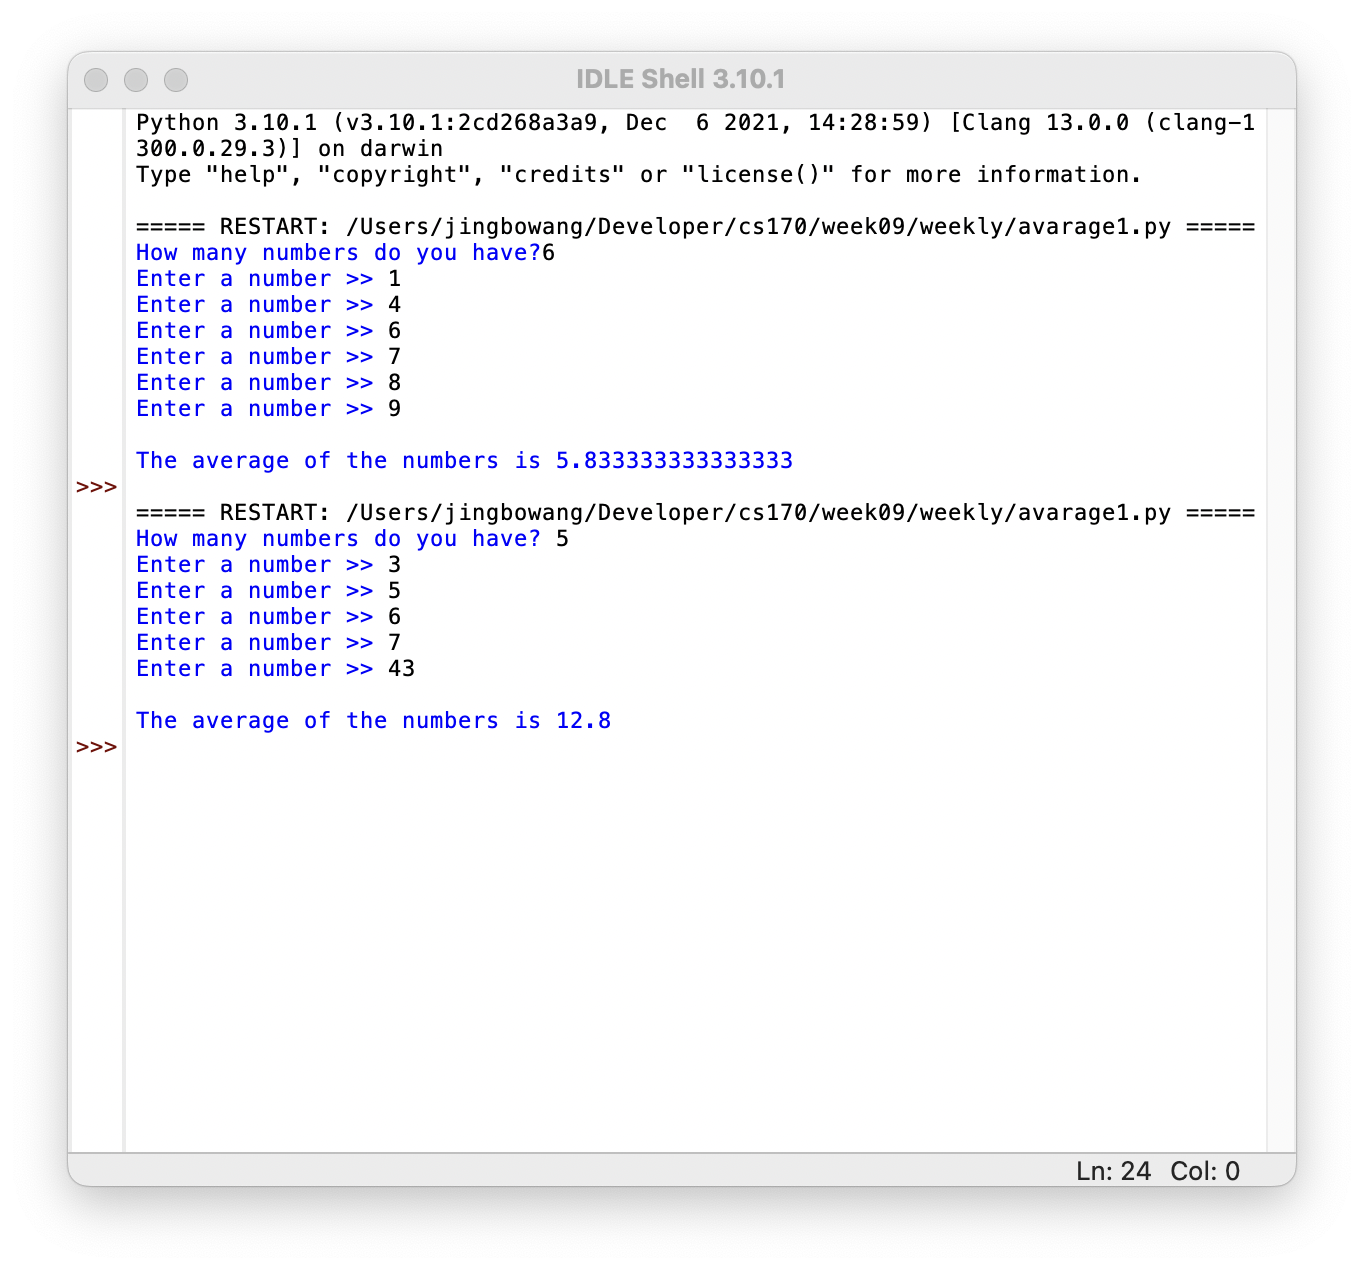 IDLE Shell 3.10.1
Python 3.10.1 (v3.10.1:2cd268a3a9, Dec  6 2021, 14:28:59) [Clang 13.0.0 (clang-1
300.0.29.3)] on darwin
Type "help", "copyright", "credits" or "license()" for more information.
===== RESTART: /Users/jingbowang/Developer/cs170/week09/weekly/avarage1.py =====
How many numbers do you have?6
Enter a number >> 1
Enter a number >> 4
Enter a number >> 6
Enter a number >> 7
Enter a number >> 8
Enter a number >> 9
The average of the numbers is 5.833333333333333
>>>
===== RESTART: /Users/jingbowang/Developer/cs170/week09/weekly/avarage1.py =====
How many numbers do you have? 5
Enter a number >> 3
Enter a number >> 5
Enter a number >> 6
Enter a number >> 7
Enter a number >> 43
The average of the numbers is 12.8
>>>
Ln: 24  Col: 0